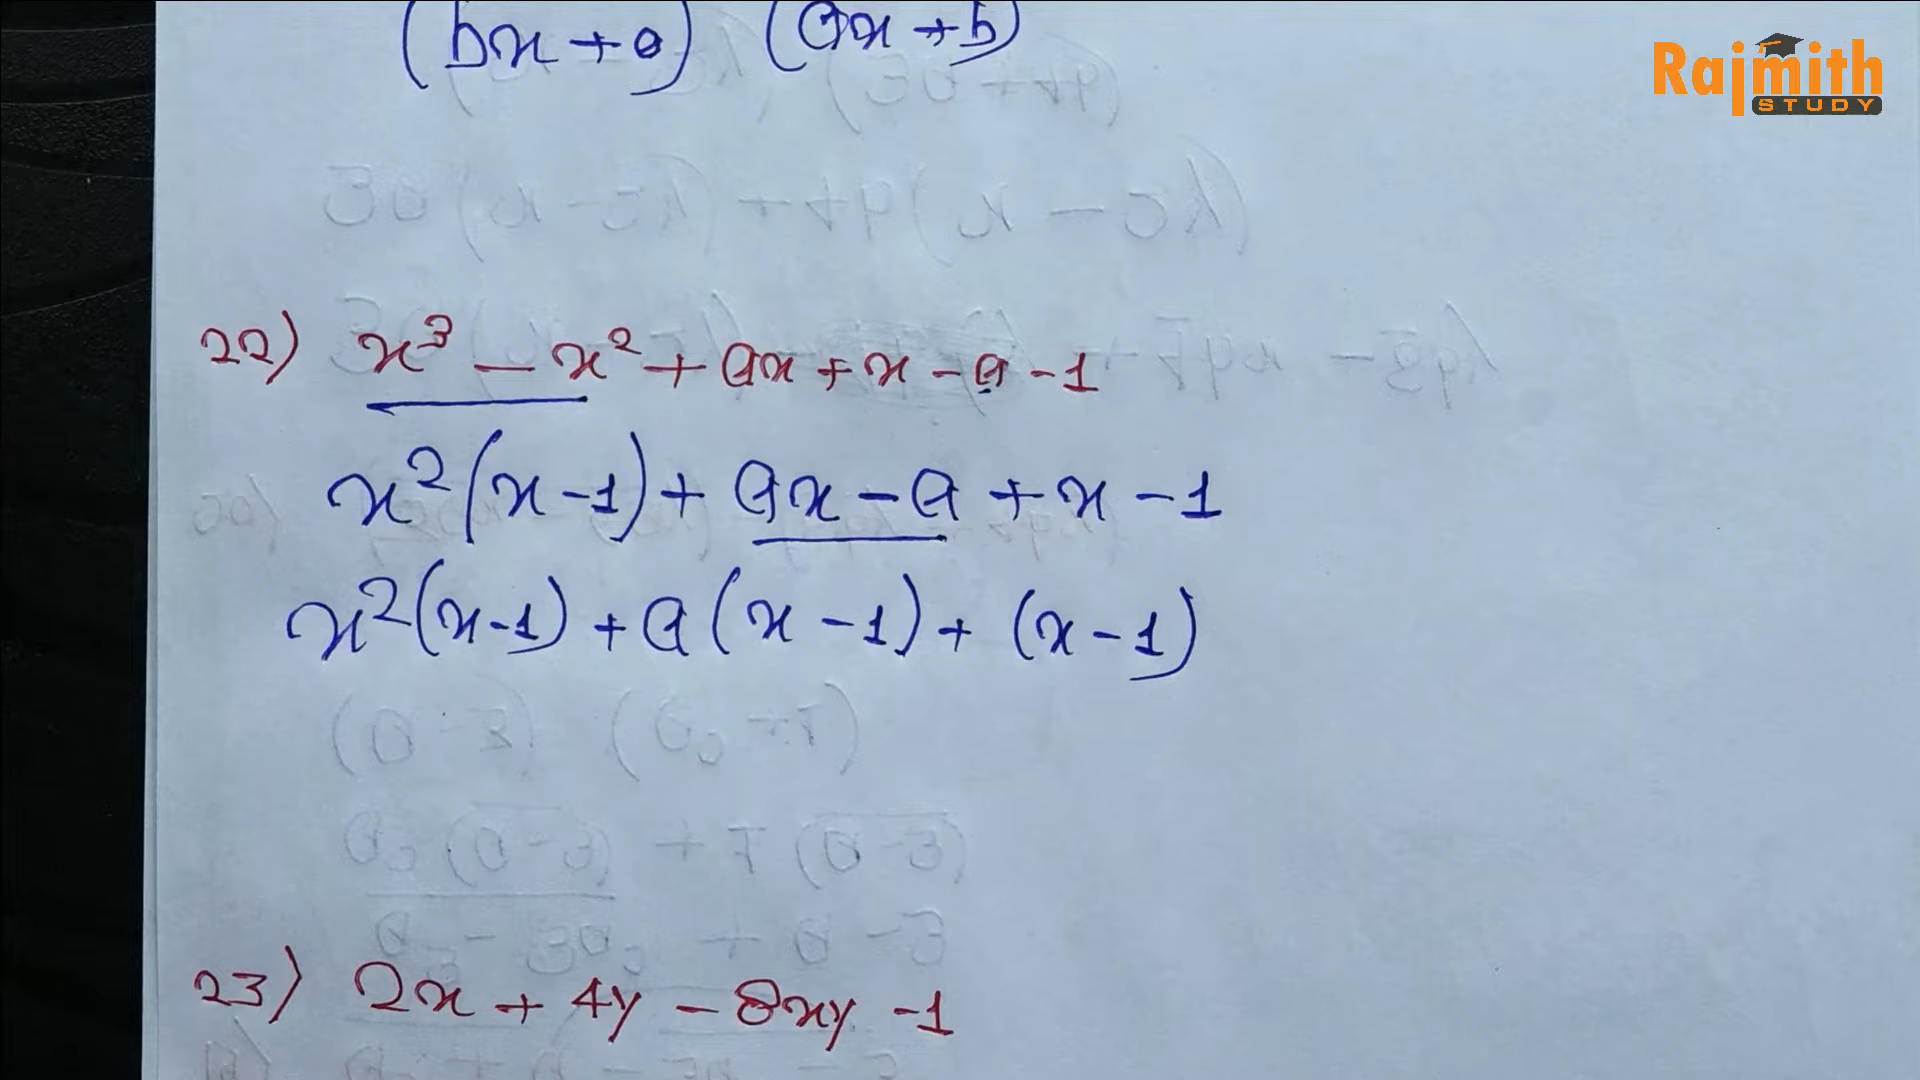 (bx+a) (ax+b)
Rajmith
STUDY
22) x³ - x² + ax + x - a - 1
x²(x-1) + ax - a + x - 1
x²(x-1) + a(x-1) + (x-1)
23) 2x + 4y - 8xy - 1